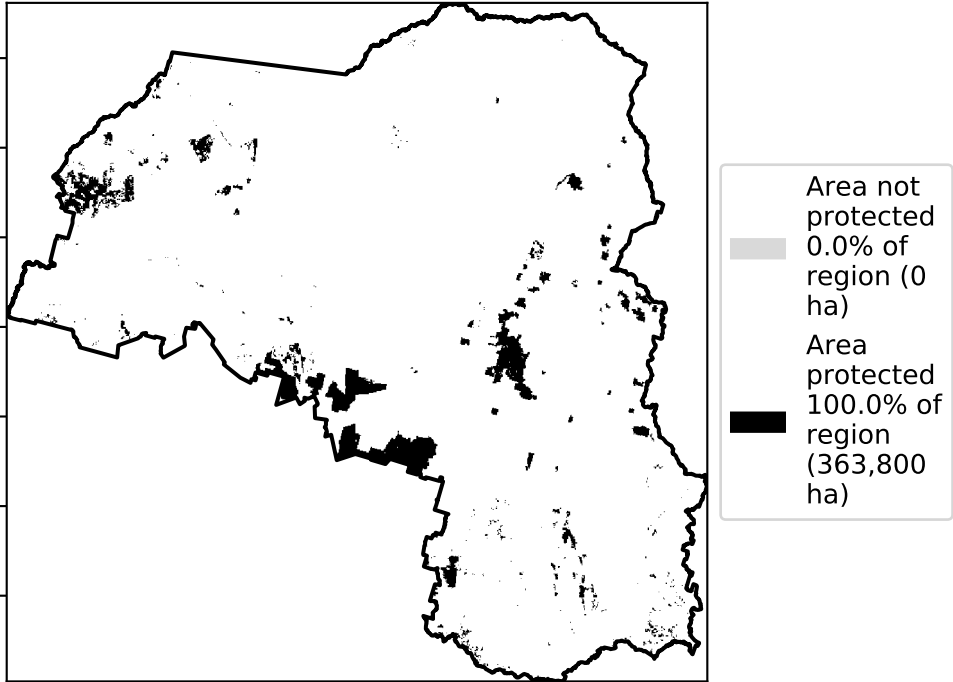 Area not
protected
0.0% of
region (0
ha)
Area
protected
100.0% of
region
(363,800
ha)